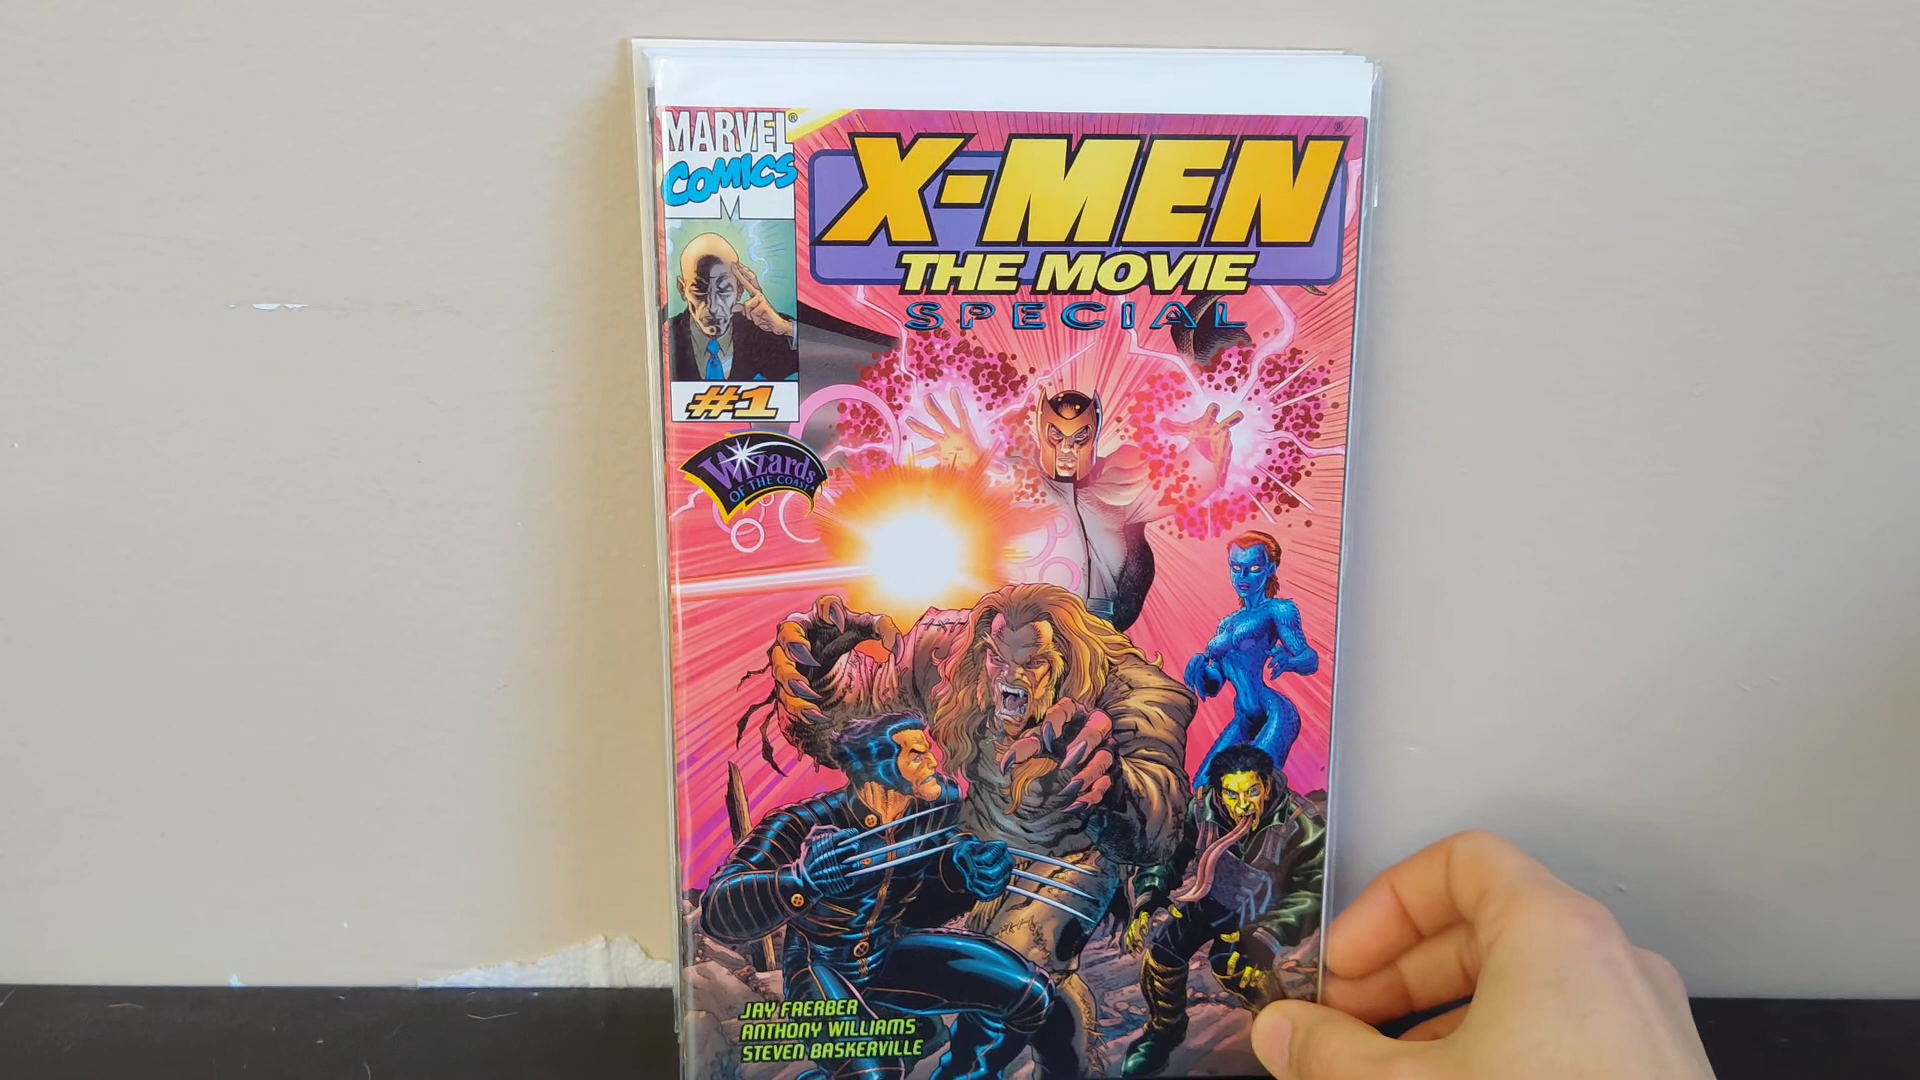 MARVEL®
COMICS
X-MEN
THE MOVIE
SPECIAL
#1
Wizards
OF THE COAST
JAY FAERBER
ANTHONY WILLIAMS
STEVEN BASKERVILLE